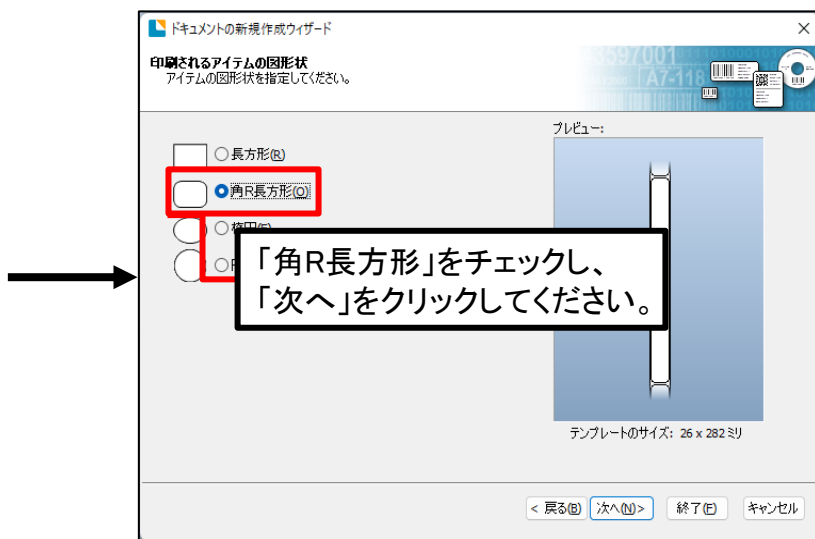 ドキュメントの新規作成ウィザード
印刷されるアイテムの図形状
アイテムの図形状を指定してください。
3597001
A7-118
プレビュー:
長方形(R)
角R長方形(O)
「角R長方形」をチェックし、
「次へ」をクリックしてください。
テンプレートのサイズ: 26 x 282 ミリ
< 戻る(B) 次へ(N)> 終了(E) キャンセル